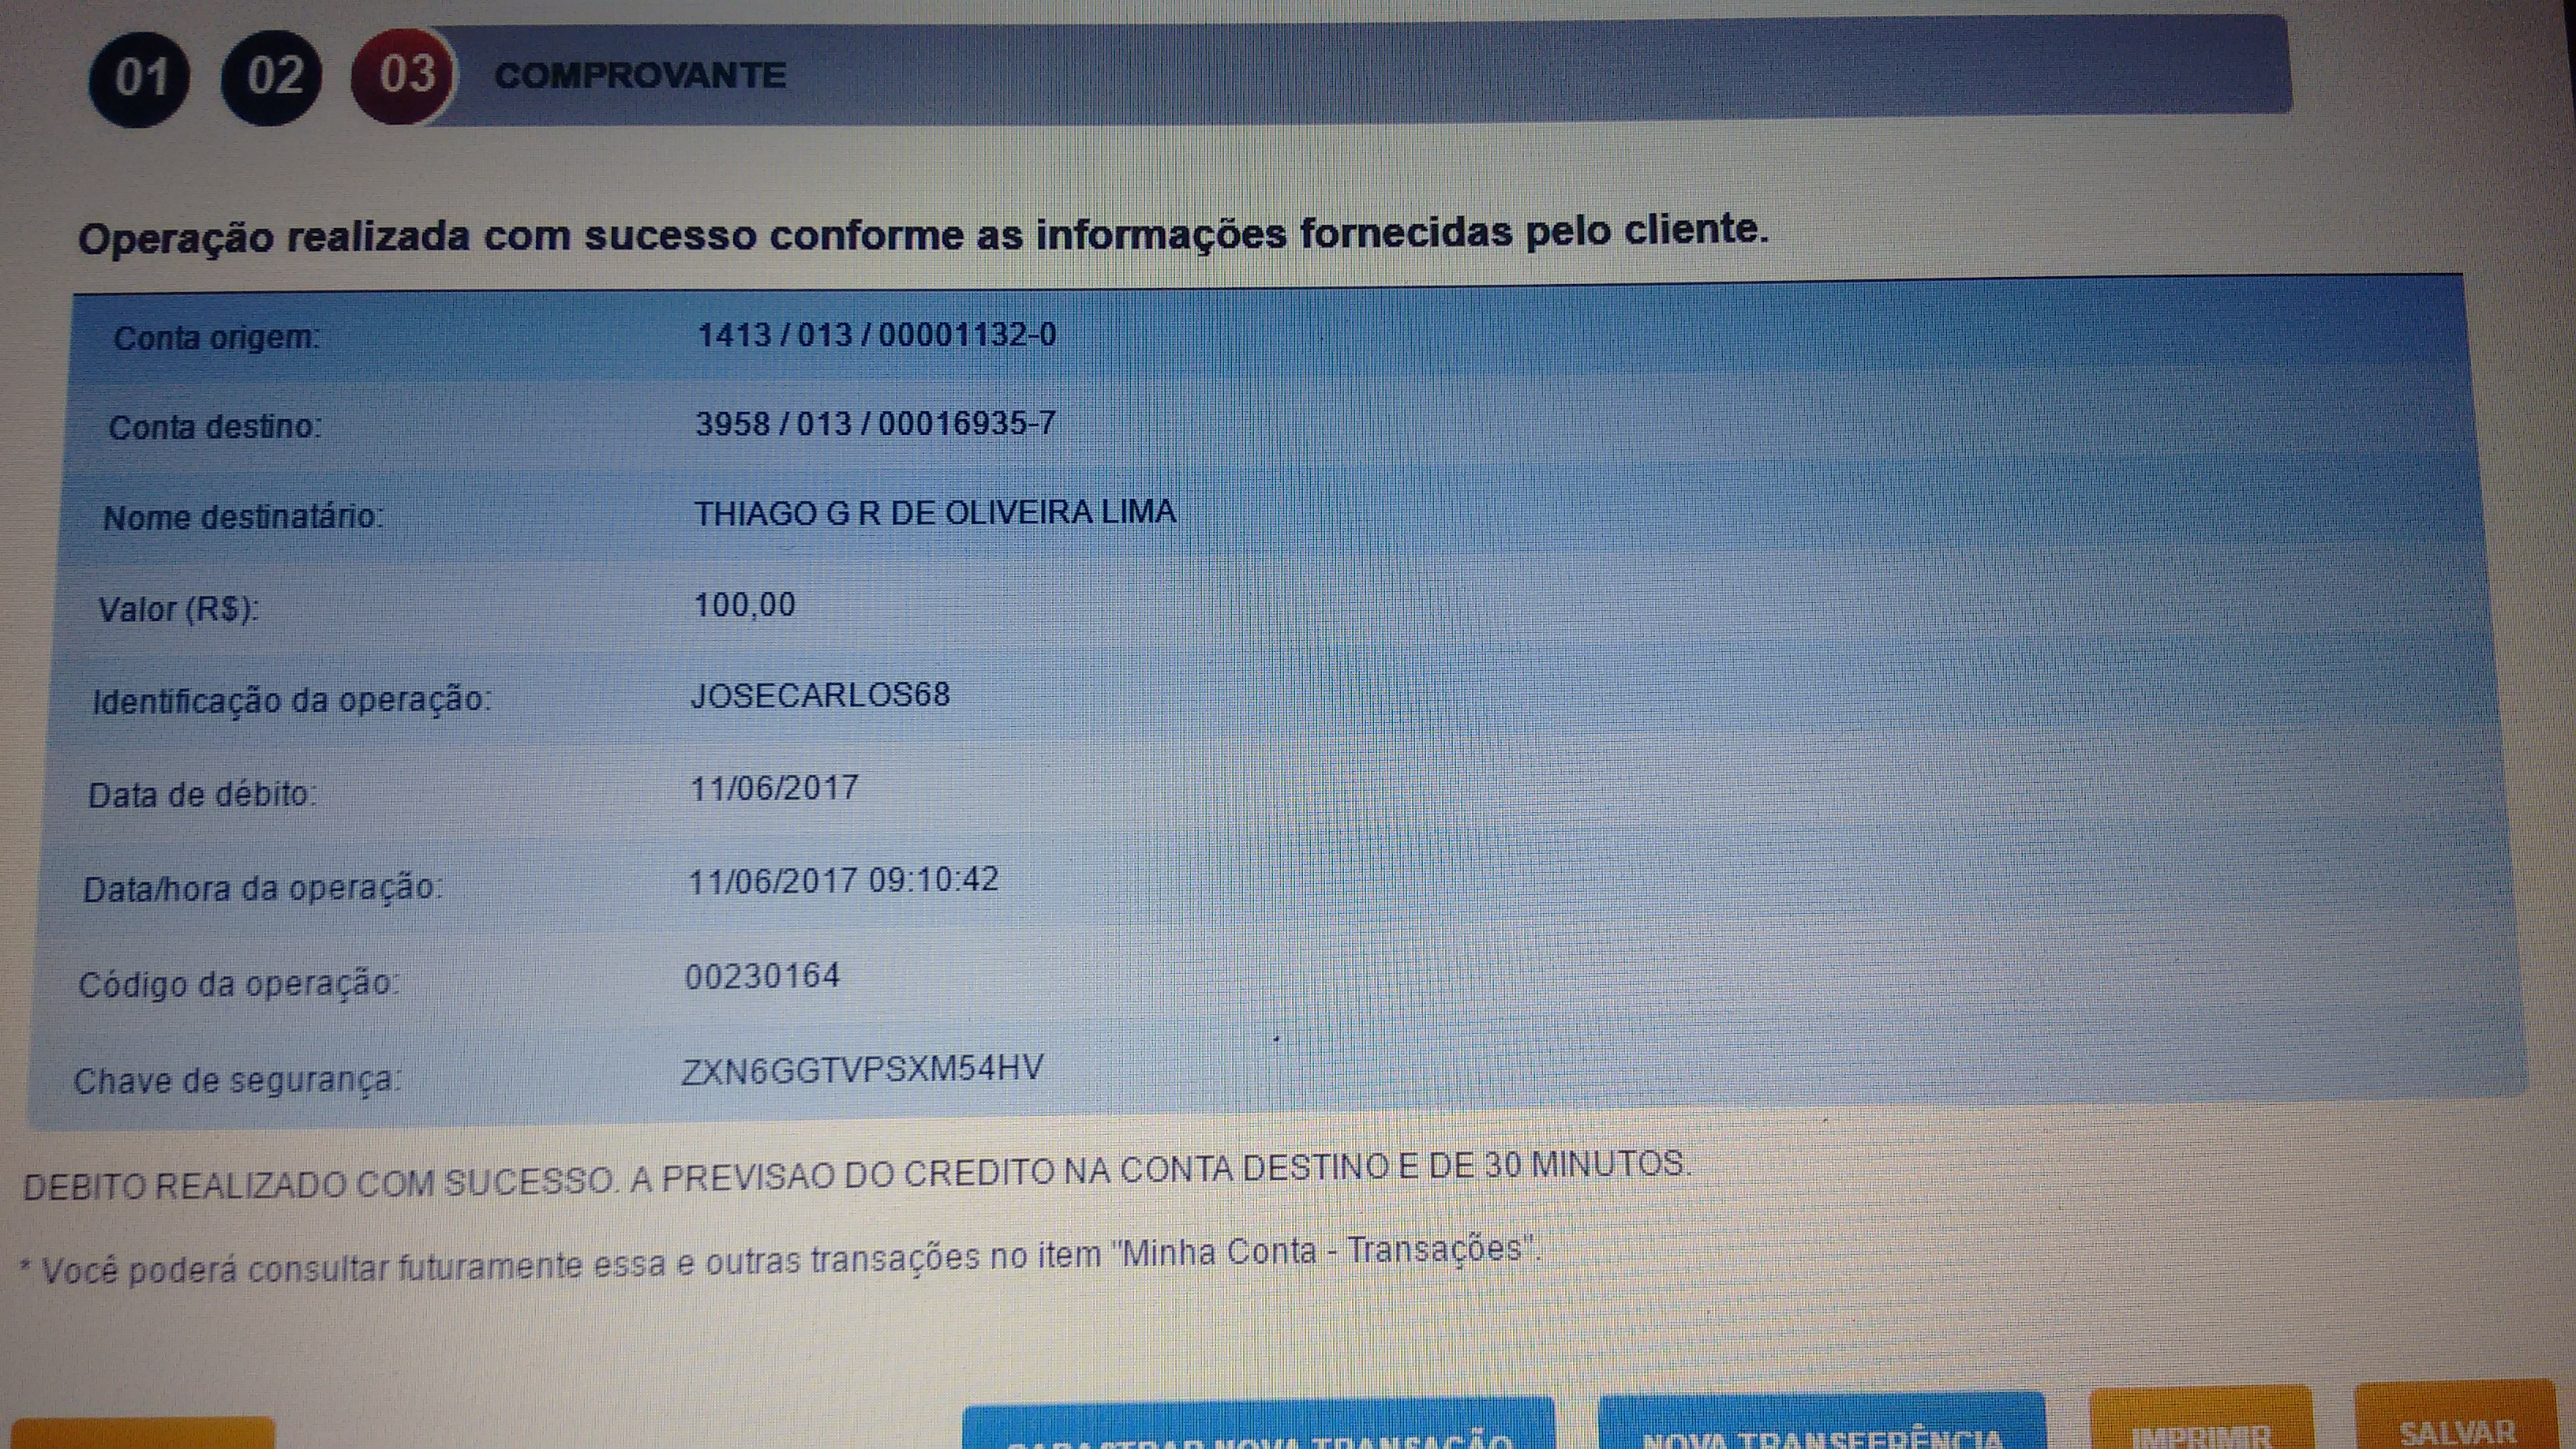 01 02 03 COMPROVANTE
Operação realizada com sucesso conforme as informações fornecidas pelo cliente.
Conta origem: 1413 / 013 / 00001132-0
Conta destino: 3958 / 013 / 00016935-7
Nome destinatário: THIAGO G R DE OLIVEIRA LIMA
Valor (R$): 100,00
Identificação da operação: JOSECARLOS68
Data de débito: 11/06/2017
Data/hora da operação: 11/06/2017 09:10:42
Código da operação: 00230164
Chave de segurança: ZXN6GGTVPSXM54HV
DEBITO REALIZADO COM SUCESSO. A PREVISAO DO CREDITO NA CONTA DESTINO E DE 30 MINUTOS.
* Você poderá consultar futuramente essa e outras transações no item "Minha Conta - Transações".
CADASTRAR NOVA TRANSAÇÃO NOVA TRANSFERÊNCIA IMPRIMIR SALVAR